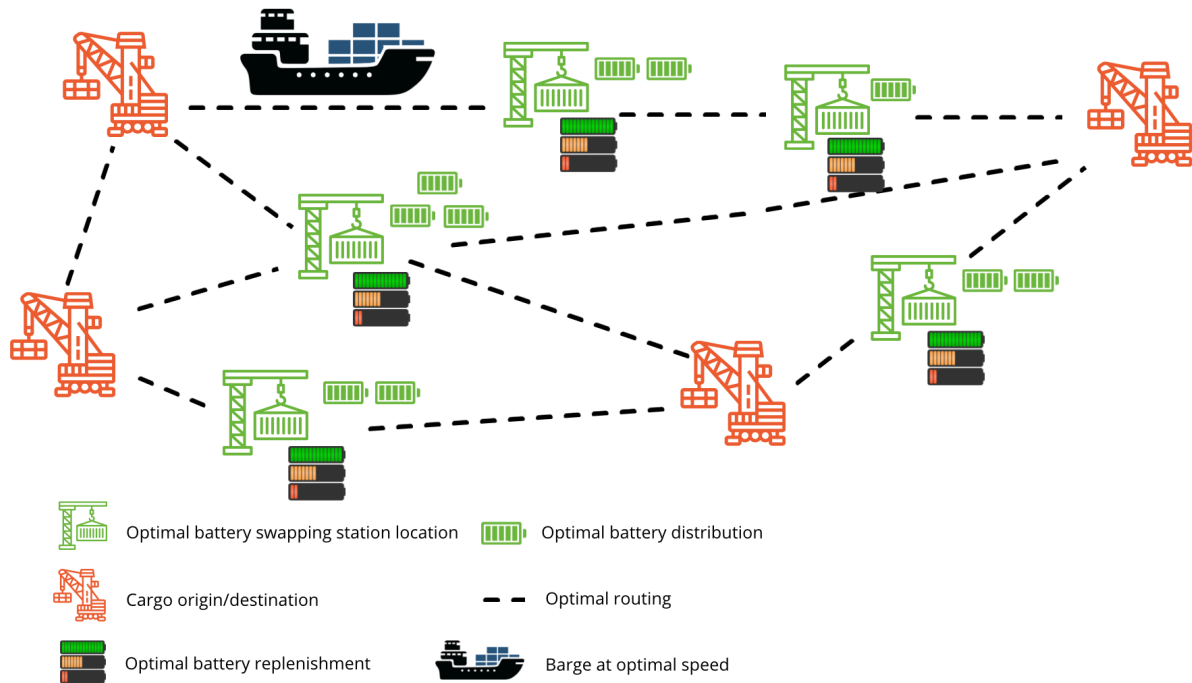 Optimal battery swapping station location
Optimal battery distribution
Cargo origin/destination
Optimal routing
Optimal battery replenishment
Barge at optimal speed